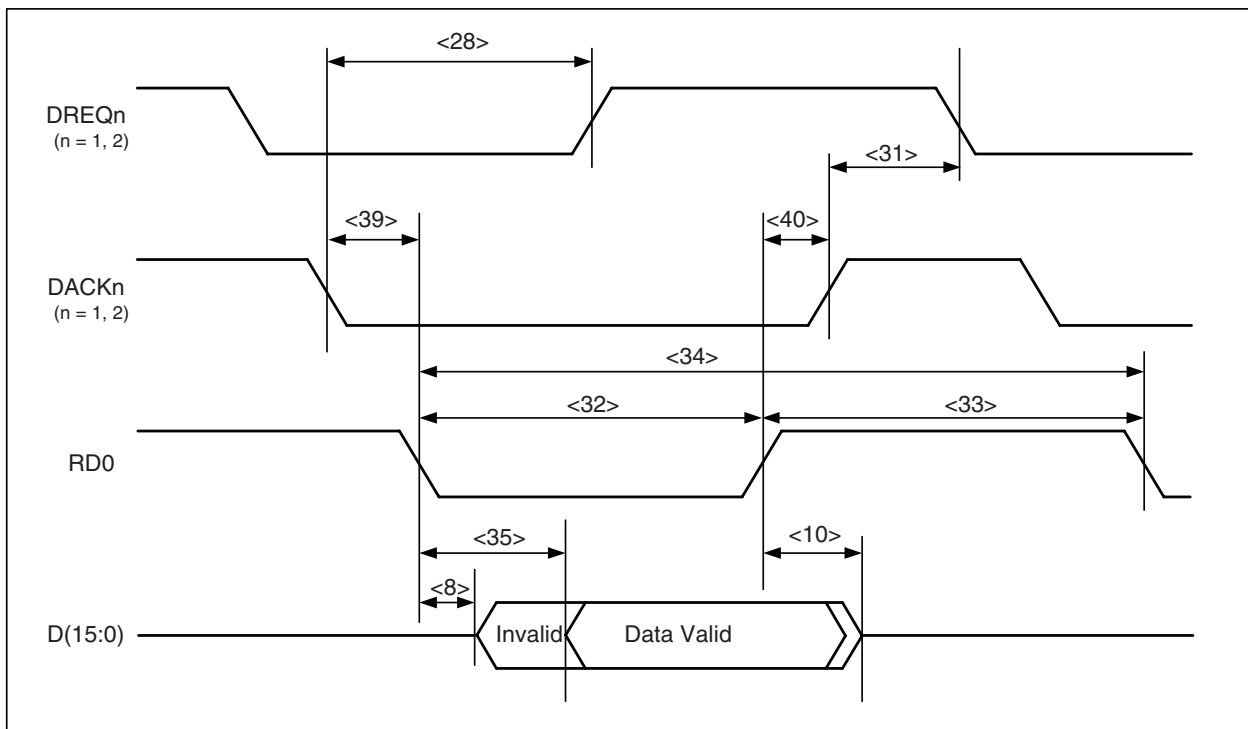 <28>
DREQn
(n = 1, 2)
<31>
<39>
<40>
DACKn
(n = 1, 2)
<34>
<32>
<33>
RD0
<35>
<10>
<8>
D(15:0)
Invalid
Data Valid